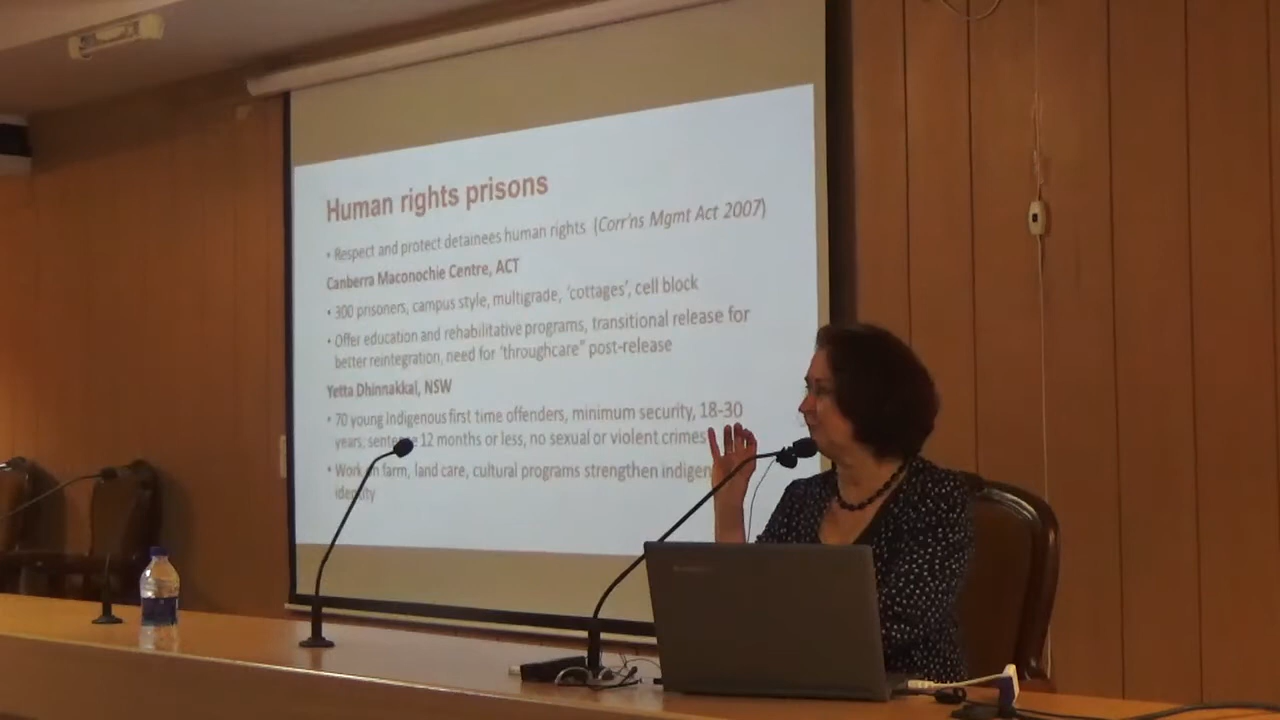 Human rights prisons
• Respect and protect detainees human rights (Corr'ns Mgmt Act 2007)
Canberra Maconochie Centre, ACT
• 300 prisoners, campus style, multigrade, 'cottages', cell block
• Offer education and rehabilitative programs, transitional release for
better reintegration, need for 'throughcare" post-release
Yetta Dhinnakkal, NSW
• 70 young Indigenous first time offenders, minimum security, 18-30
years, sentence 12 months or less, no sexual or violent crimes
• Work on farm, land care, cultural programs strengthen indigen
identity